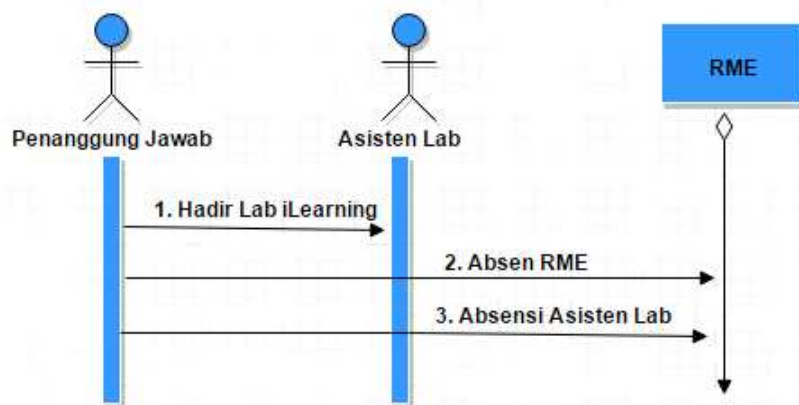 RME
Penanggung Jawab
Asisten Lab
1. Hadir Lab iLearning
2. Absen RME
3. Absensi Asisten Lab